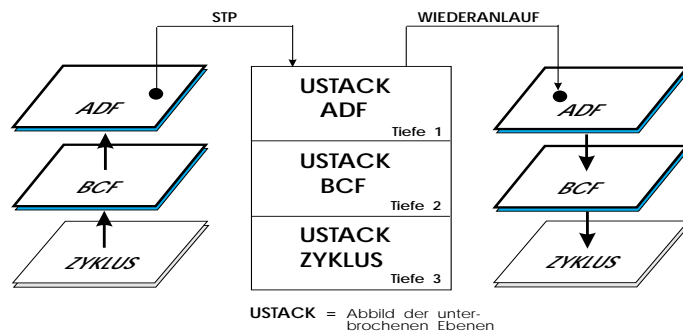 STP
WIEDERANLAUF
ADF
BCF
ZYKLUS
USTACK
ADF
Tiefe 1
USTACK
BCF
Tiefe 2
USTACK
ZYKLUS
Tiefe 3
ADF
BCF
ZYKLUS
USTACK = Abbild der unter-
brochenen Ebenen